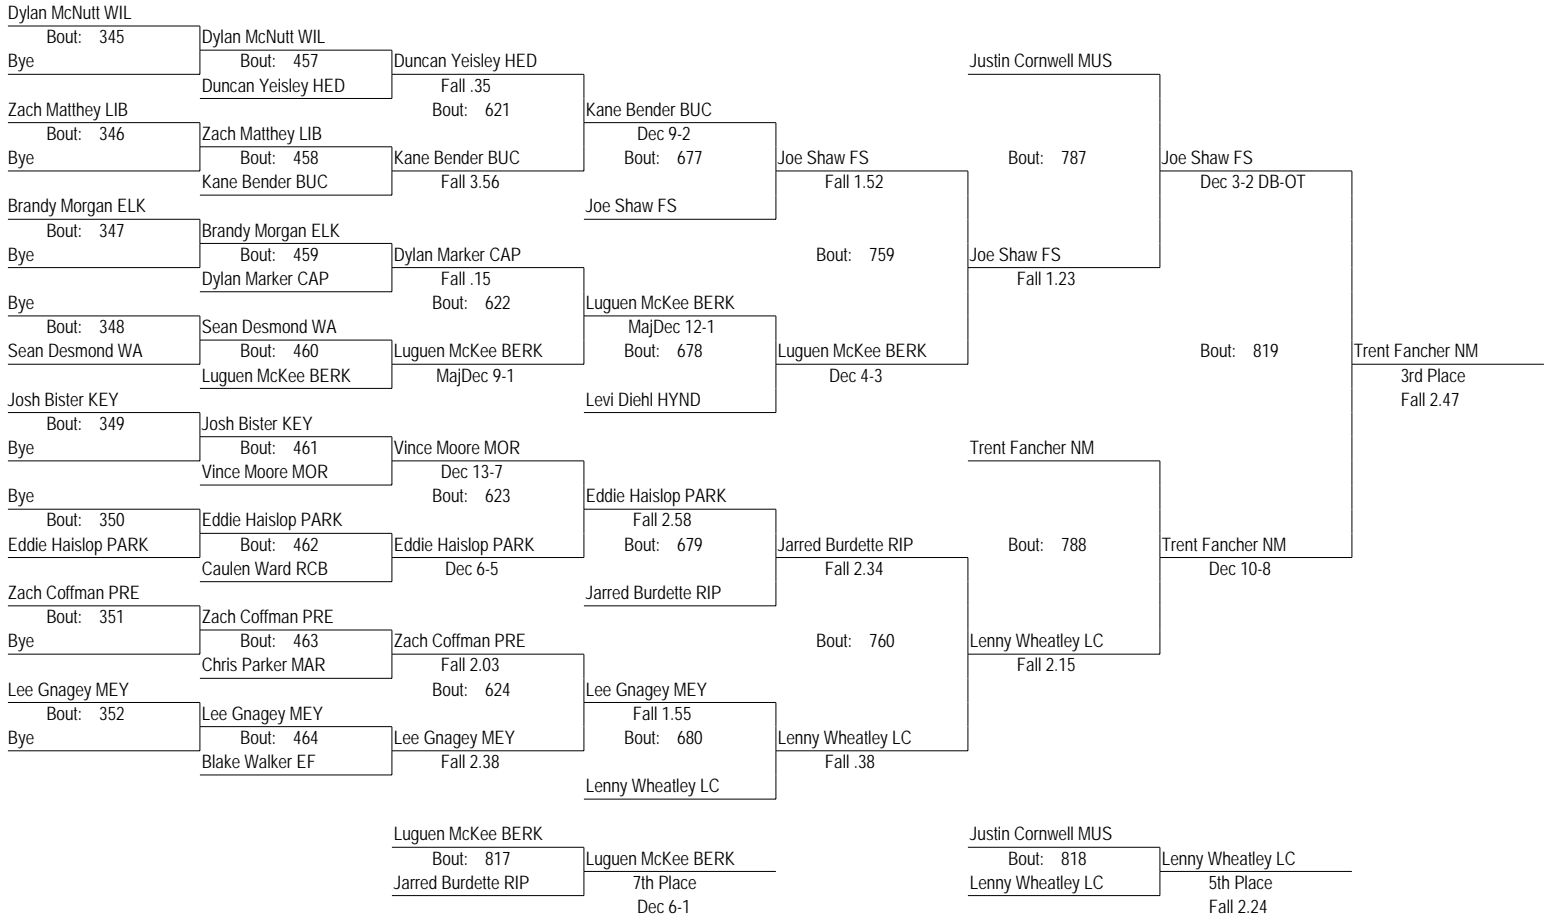 Dylan McNutt WIL
Bout: 345
Bye
Zach Matthey LIB
Bout: 346
Bye
Brandy Morgan ELK
Bout: 347
Bye
Bye
Bout: 348
Sean Desmond WA
Josh Bister KEY
Bout: 349
Bye
Bye
Bout: 350
Eddie Haislop PARK
Zach Coffman PRE
Bout: 351
Bye
Lee Gnagey MEY
Bout: 352
Bye
Dylan McNutt WIL
Bout: 457
Duncan Yeisley HED
Zach Matthey LIB
Bout: 458
Kane Bender BUC
Brandy Morgan ELK
Bout: 459
Dylan Marker CAP
Sean Desmond WA
Bout: 460
Luguen McKee BERK
Josh Bister KEY
Bout: 461
Vince Moore MOR
Eddie Haislop PARK
Bout: 462
Caulen Ward RCB
Zach Coffman PRE
Bout: 463
Chris Parker MAR
Lee Gnagey MEY
Bout: 464
Blake Walker EF
Duncan Yeisley HED
Fall .35
Bout: 621
Kane Bender BUC
Fall 3.56
Dylan Marker CAP
Fall .15
Bout: 622
Luguen McKee BERK
MajDec 9-1
Vince Moore MOR
Dec 13-7
Bout: 623
Eddie Haislop PARK
Dec 6-5
Zach Coffman PRE
Fall 2.03
Bout: 624
Lee Gnagey MEY
Fall 2.38
Kane Bender BUC
Dec 9-2
Bout: 677
Joe Shaw FS
Luguen McKee BERK
MajDec 12-1
Bout: 678
Levi Diehl HYND
Eddie Haislop PARK
Fall 2.58
Bout: 679
Jarred Burdette RIP
Lee Gnagey MEY
Fall 1.55
Bout: 680
Lenny Wheatley LC
Joe Shaw FS
Fall 1.52
Bout: 759
Luguen McKee BERK
Dec 4-3
Jarred Burdette RIP
Fall 2.34
Bout: 760
Lenny Wheatley LC
Fall .38
Justin Cornwell MUS
Bout: 787
Joe Shaw FS
Fall 1.23
Trent Fancher NM
Bout: 788
Lenny Wheatley LC
Fall 2.15
Joe Shaw FS
Dec 3-2 DB-OT
Bout: 819
Trent Fancher NM
Dec 10-8
Trent Fancher NM
3rd Place
Fall 2.47
Luguen McKee BERK
Bout: 817
Jarred Burdette RIP
Luguen McKee BERK
7th Place
Dec 6-1
Justin Cornwell MUS
Bout: 818
Lenny Wheatley LC
Lenny Wheatley LC
5th Place
Fall 2.24